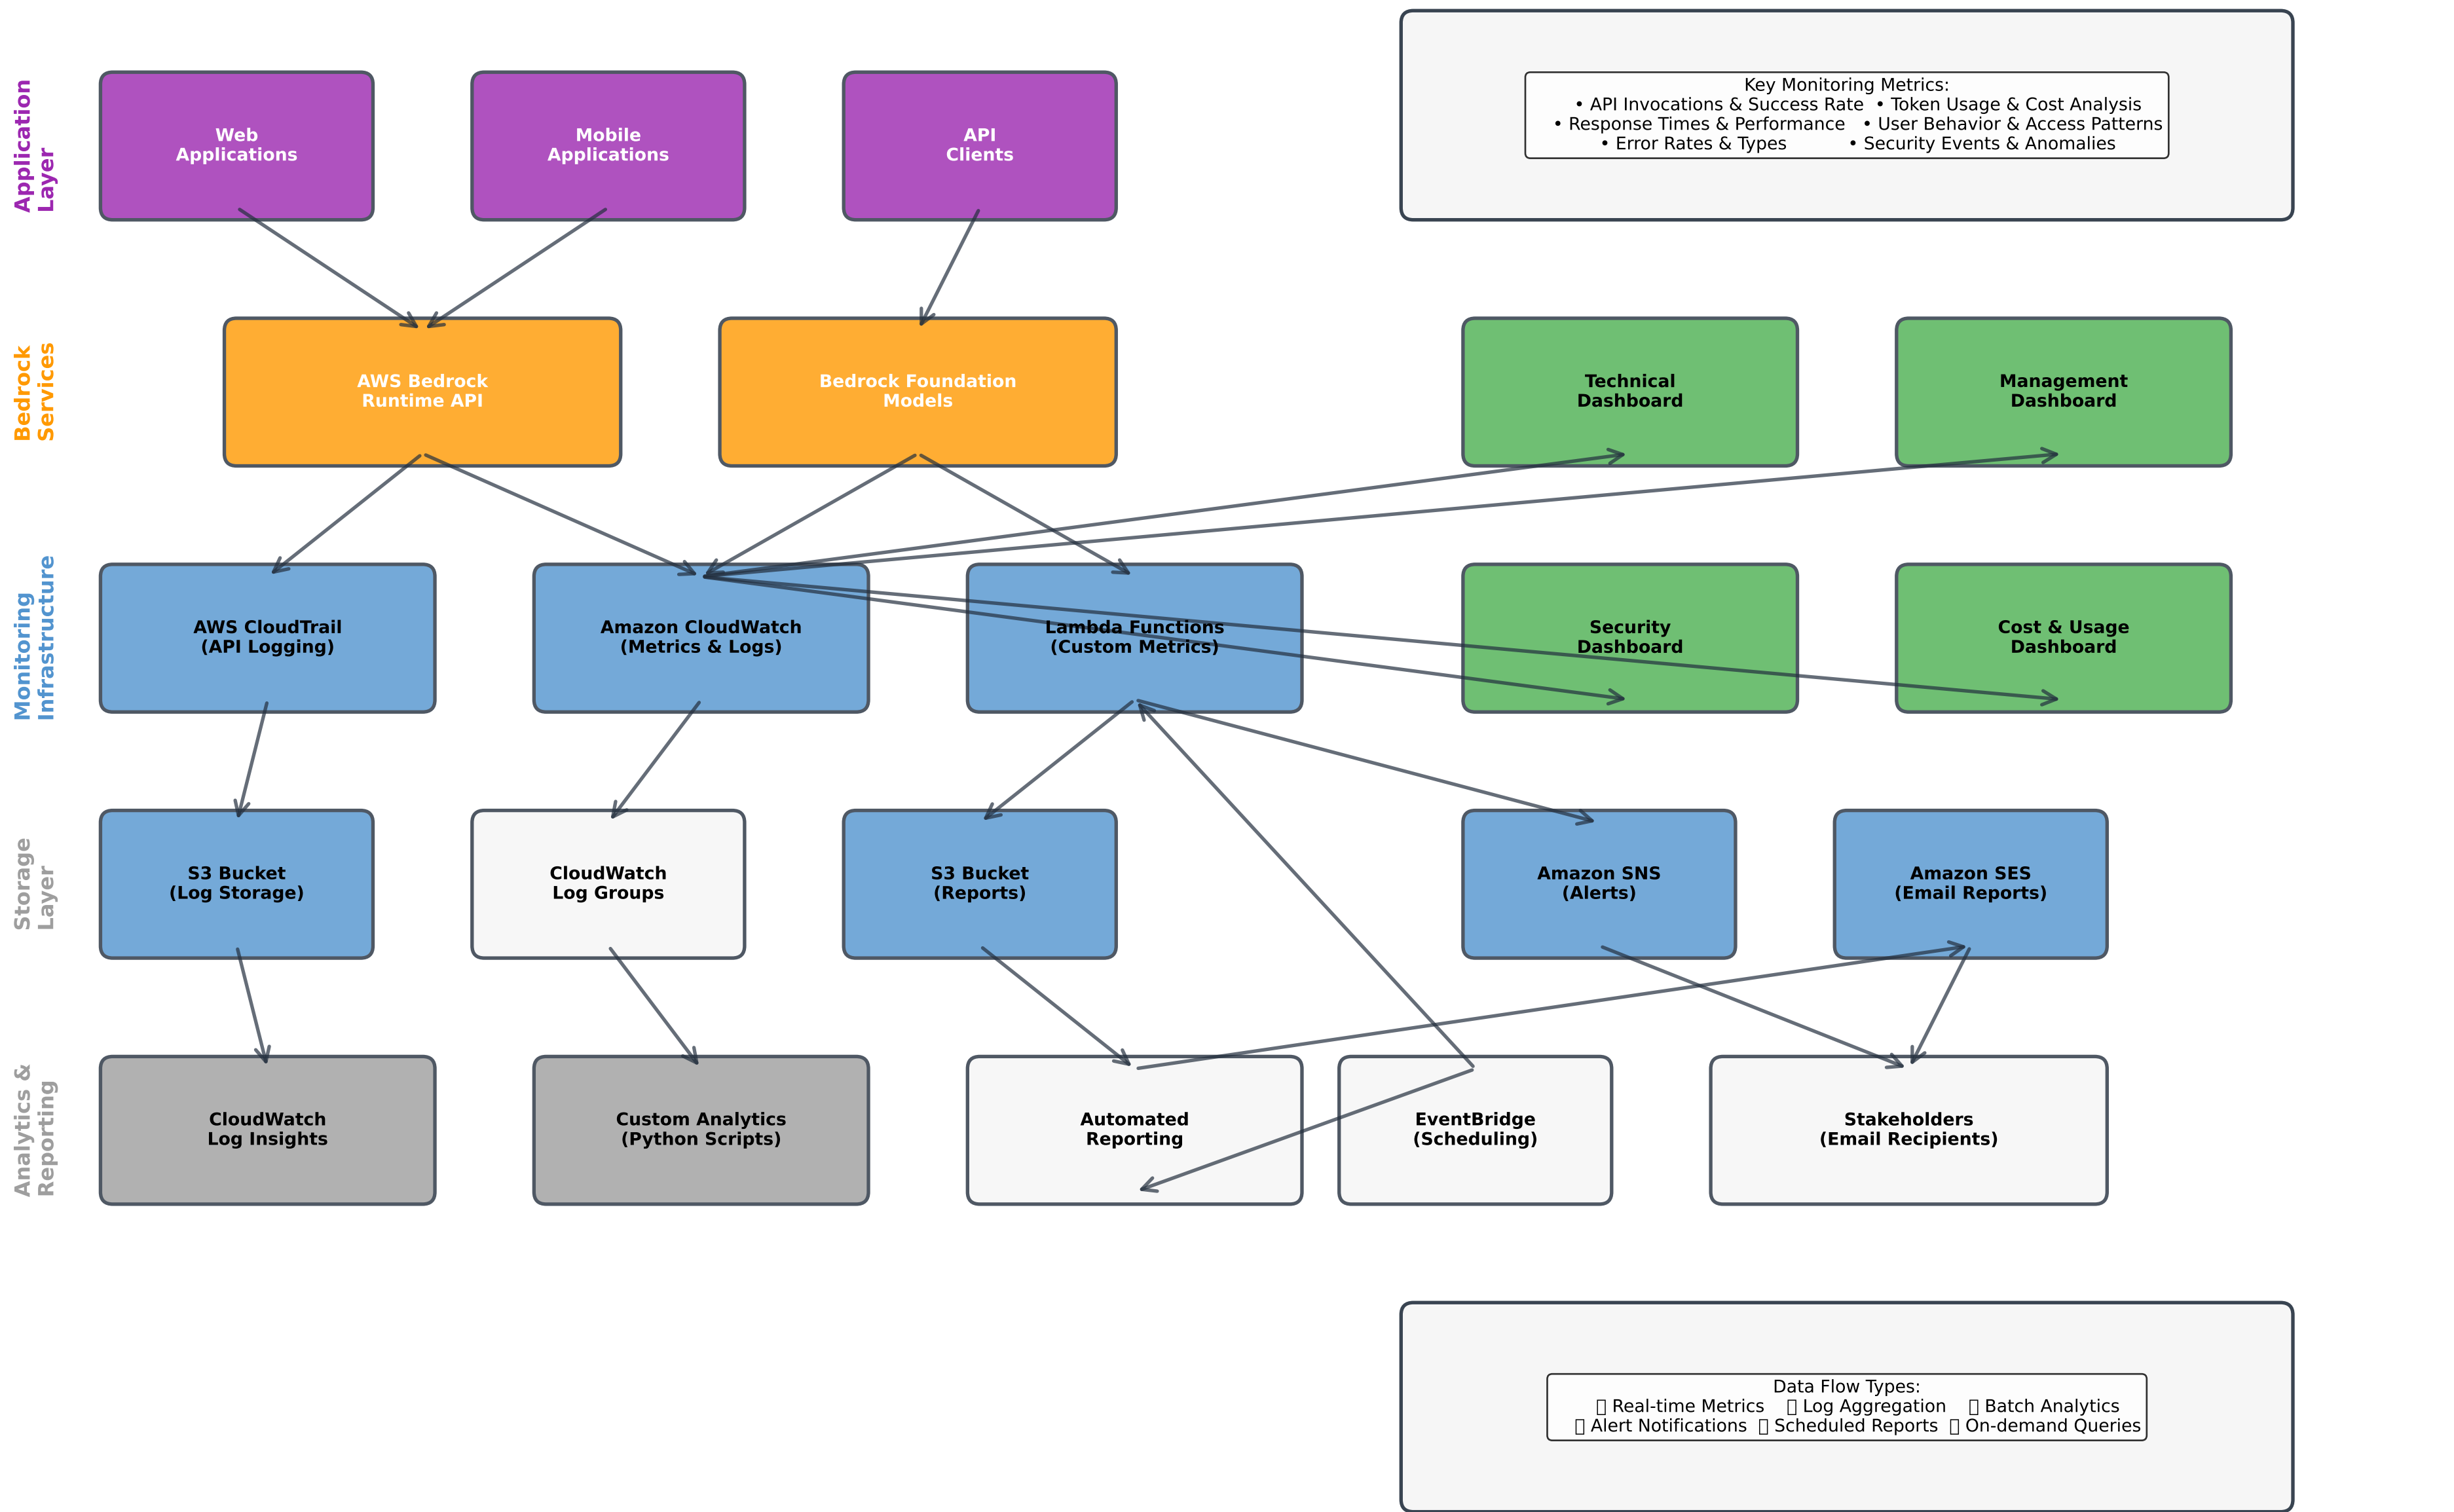 Application
Layer
Web
Applications
Mobile
Applications
API
Clients
Key Monitoring Metrics:
• API Invocations & Success Rate • Token Usage & Cost Analysis
• Response Times & Performance • User Behavior & Access Patterns
• Error Rates & Types • Security Events & Anomalies
Bedrock
Services
AWS Bedrock
Runtime API
Bedrock Foundation
Models
Technical
Dashboard
Management
Dashboard
Monitoring
Infrastructure
AWS CloudTrail
(API Logging)
Amazon CloudWatch
(Metrics & Logs)
Lambda Functions
(Custom Metrics)
Security
Dashboard
Cost & Usage
Dashboard
Storage
Layer
S3 Bucket
(Log Storage)
CloudWatch
Log Groups
S3 Bucket
(Reports)
Amazon SNS
(Alerts)
Amazon SES
(Email Reports)
Analytics &
Reporting
CloudWatch
Log Insights
Custom Analytics
(Python Scripts)
Automated
Reporting
EventBridge
(Scheduling)
Stakeholders
(Email Recipients)
Data Flow Types:
Real-time Metrics Log Aggregation Batch Analytics
Alert Notifications Scheduled Reports On-demand Queries